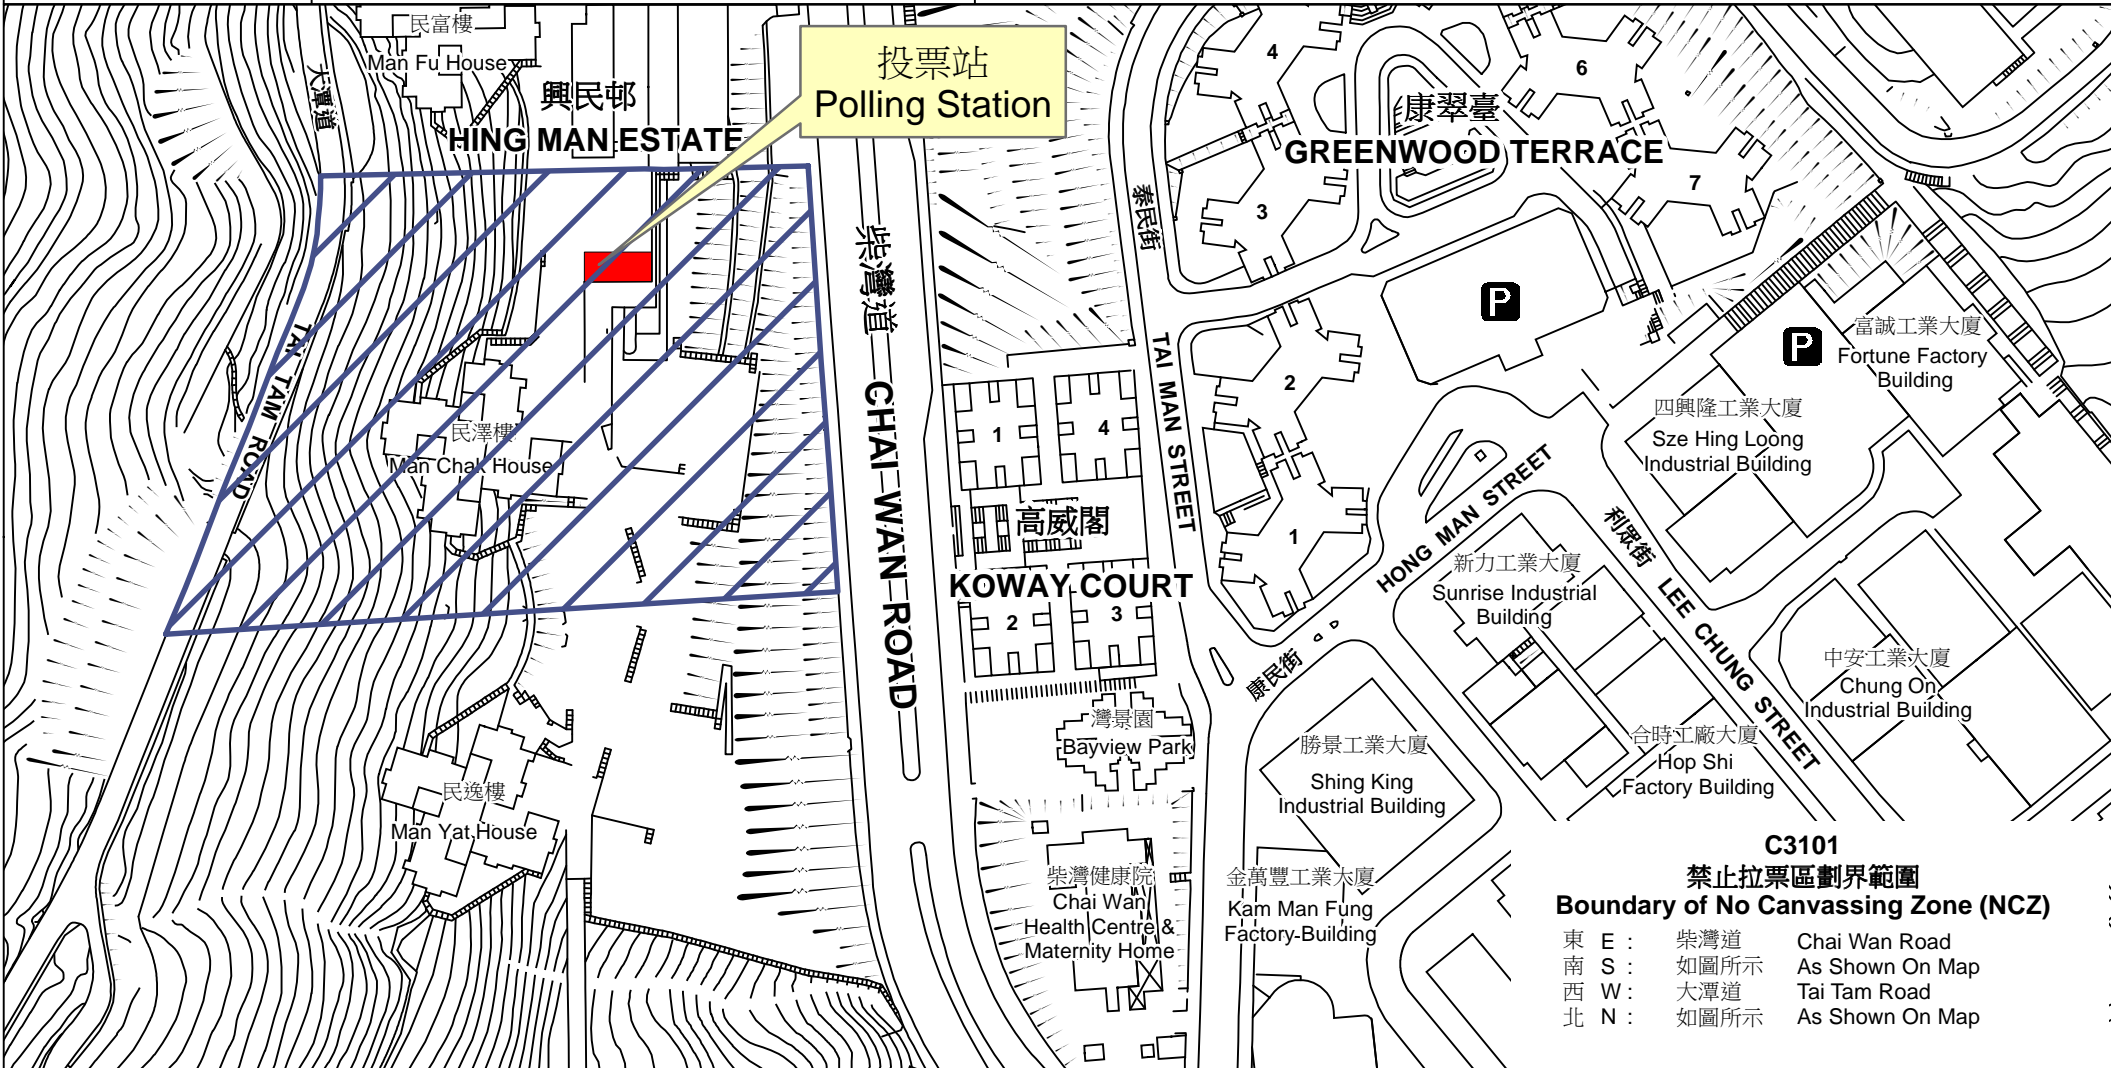 民富樓
Man Fu House
大潭道
興民邨
HING MAN ESTATE
投票站
Polling Station
康翠臺
GREENWOOD TERRACE
4
6
3
7
泰民街
柴灣道
CHAI WAN ROAD
TAI TAM ROAD
TAI MAN STREET
P
P
富誠工業大廈
Fortune Factory
Building
2
四興隆工業大廈
Sze Hing Loong
Industrial Building
民澤樓
Man Chak House
1
4
高威閣
KOWAY COURT
2
3
1
HONG MAN STREET
康民街
利眾街
LEE CHUNG STREET
新力工業大廈
Sunrise Industrial
Building
中安工業大廈
Chung On
Industrial Building
灣景園
Bayview Park
勝景工業大廈
Shing King
Industrial Building
合時工廠大廈
Hop Shi
Factory Building
民逸樓
Man Yat House
柴灣健康院
Chai Wan
Health Centre &
Maternity Home
金萬豐工業大廈
Kam Man Fung
Factory Building
C3101
禁止拉票區劃界範圍
Boundary of No Canvassing Zone (NCZ)
東 E : 柴灣道 Chai Wan Road
南 S : 如圖所示 As Shown On Map
西 W : 大潭道 Tai Tam Road
北 N : 如圖所示 As Shown On Map